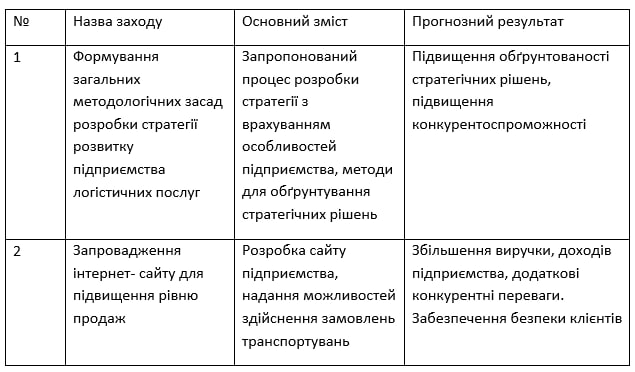 № Назва заходу Основний зміст Прогнозний результат
1
Формування
загальних
методологічних засад
розробки стратегії
розвитку
підприємства
логістичних послуг
Запропонований
процес розробки
стратегії з
врахуванням
особливостей
підприємства, методи
для обґрунтування
стратегічних рішень
Підвищення обґрунтованості
стратегічних рішень,
підвищення
конкурентоспроможності
2
Запровадження
інтернет- сайту для
підвищення рівню
продаж
Розробка сайту
підприємства,
надання можливостей
здійснення замовлень
транспортувань
Збільшення виручки, доходів
підприємства, додаткові
конкурентні переваги.
Забезпечення безпеки клієнтів